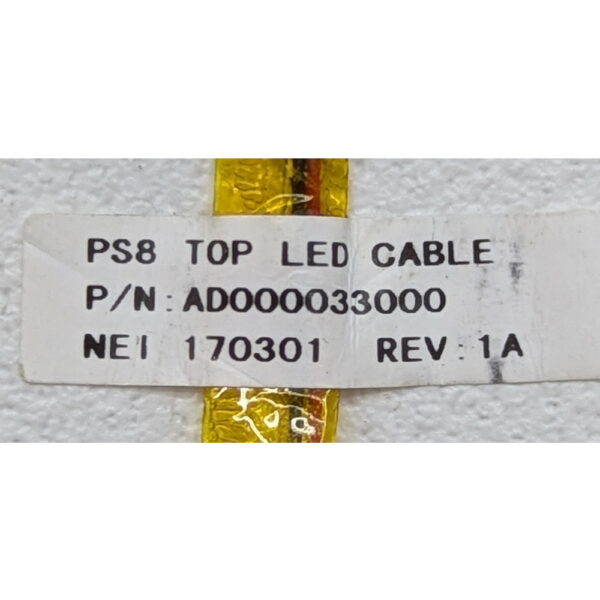 PS8 TOP LED CABLE
P/N: AD000033000
NEI 170301 REV: 1A